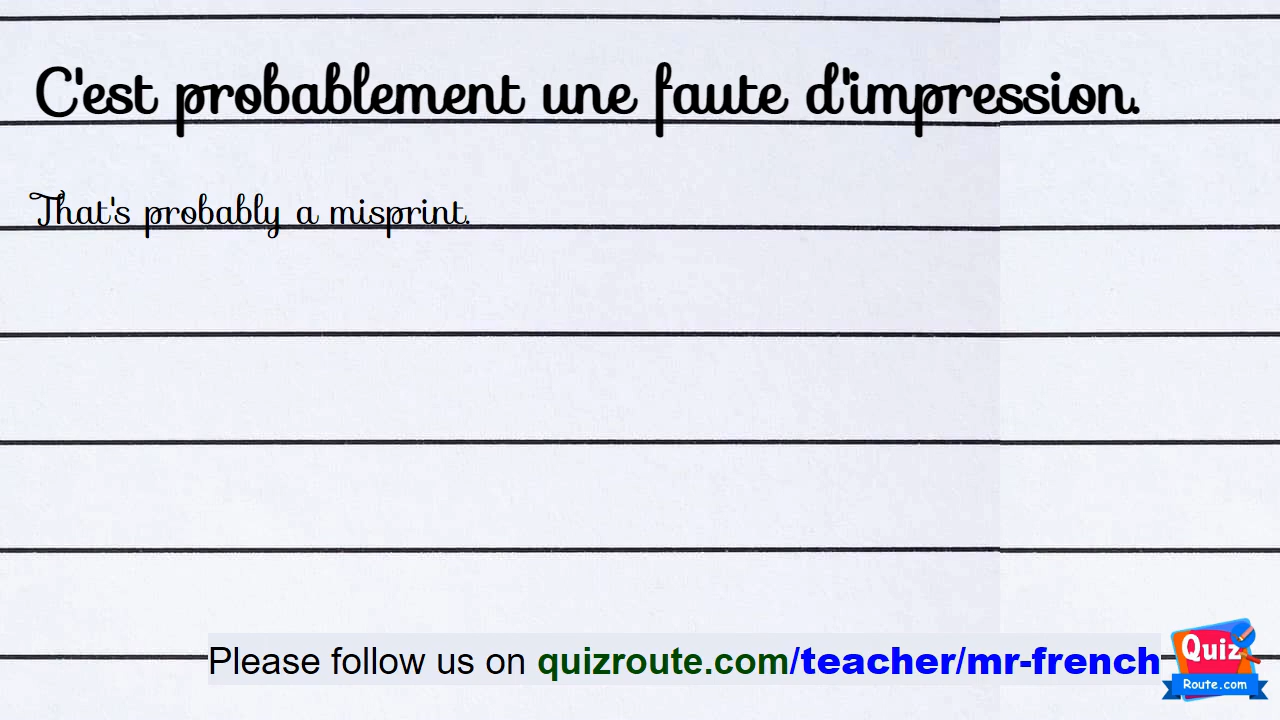 C'est probablement une faute d'impression.
That's probably a misprint.
Please follow us on quizroute.com/teacher/mr-french
Quiz
Route.com